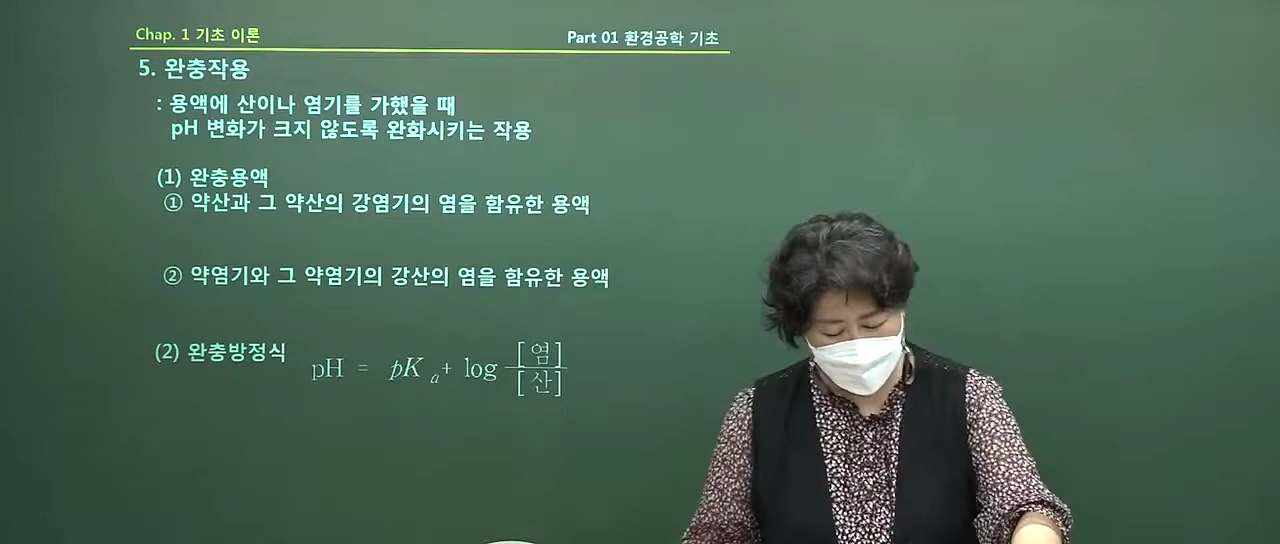 Chap. 1 기초 이론
Part 01 환경공학 기초
5. 완충작용
: 용액에 산이나 염기를 가했을 때
pH 변화가 크지 않도록 완화시키는 작용
(1) 완충용액
① 약산과 그 약산의 강염기의 염을 함유한 용액
② 약염기와 그 약염기의 강산의 염을 함유한 용액
(2) 완충방정식 pH = pKa + log [염]/[산]